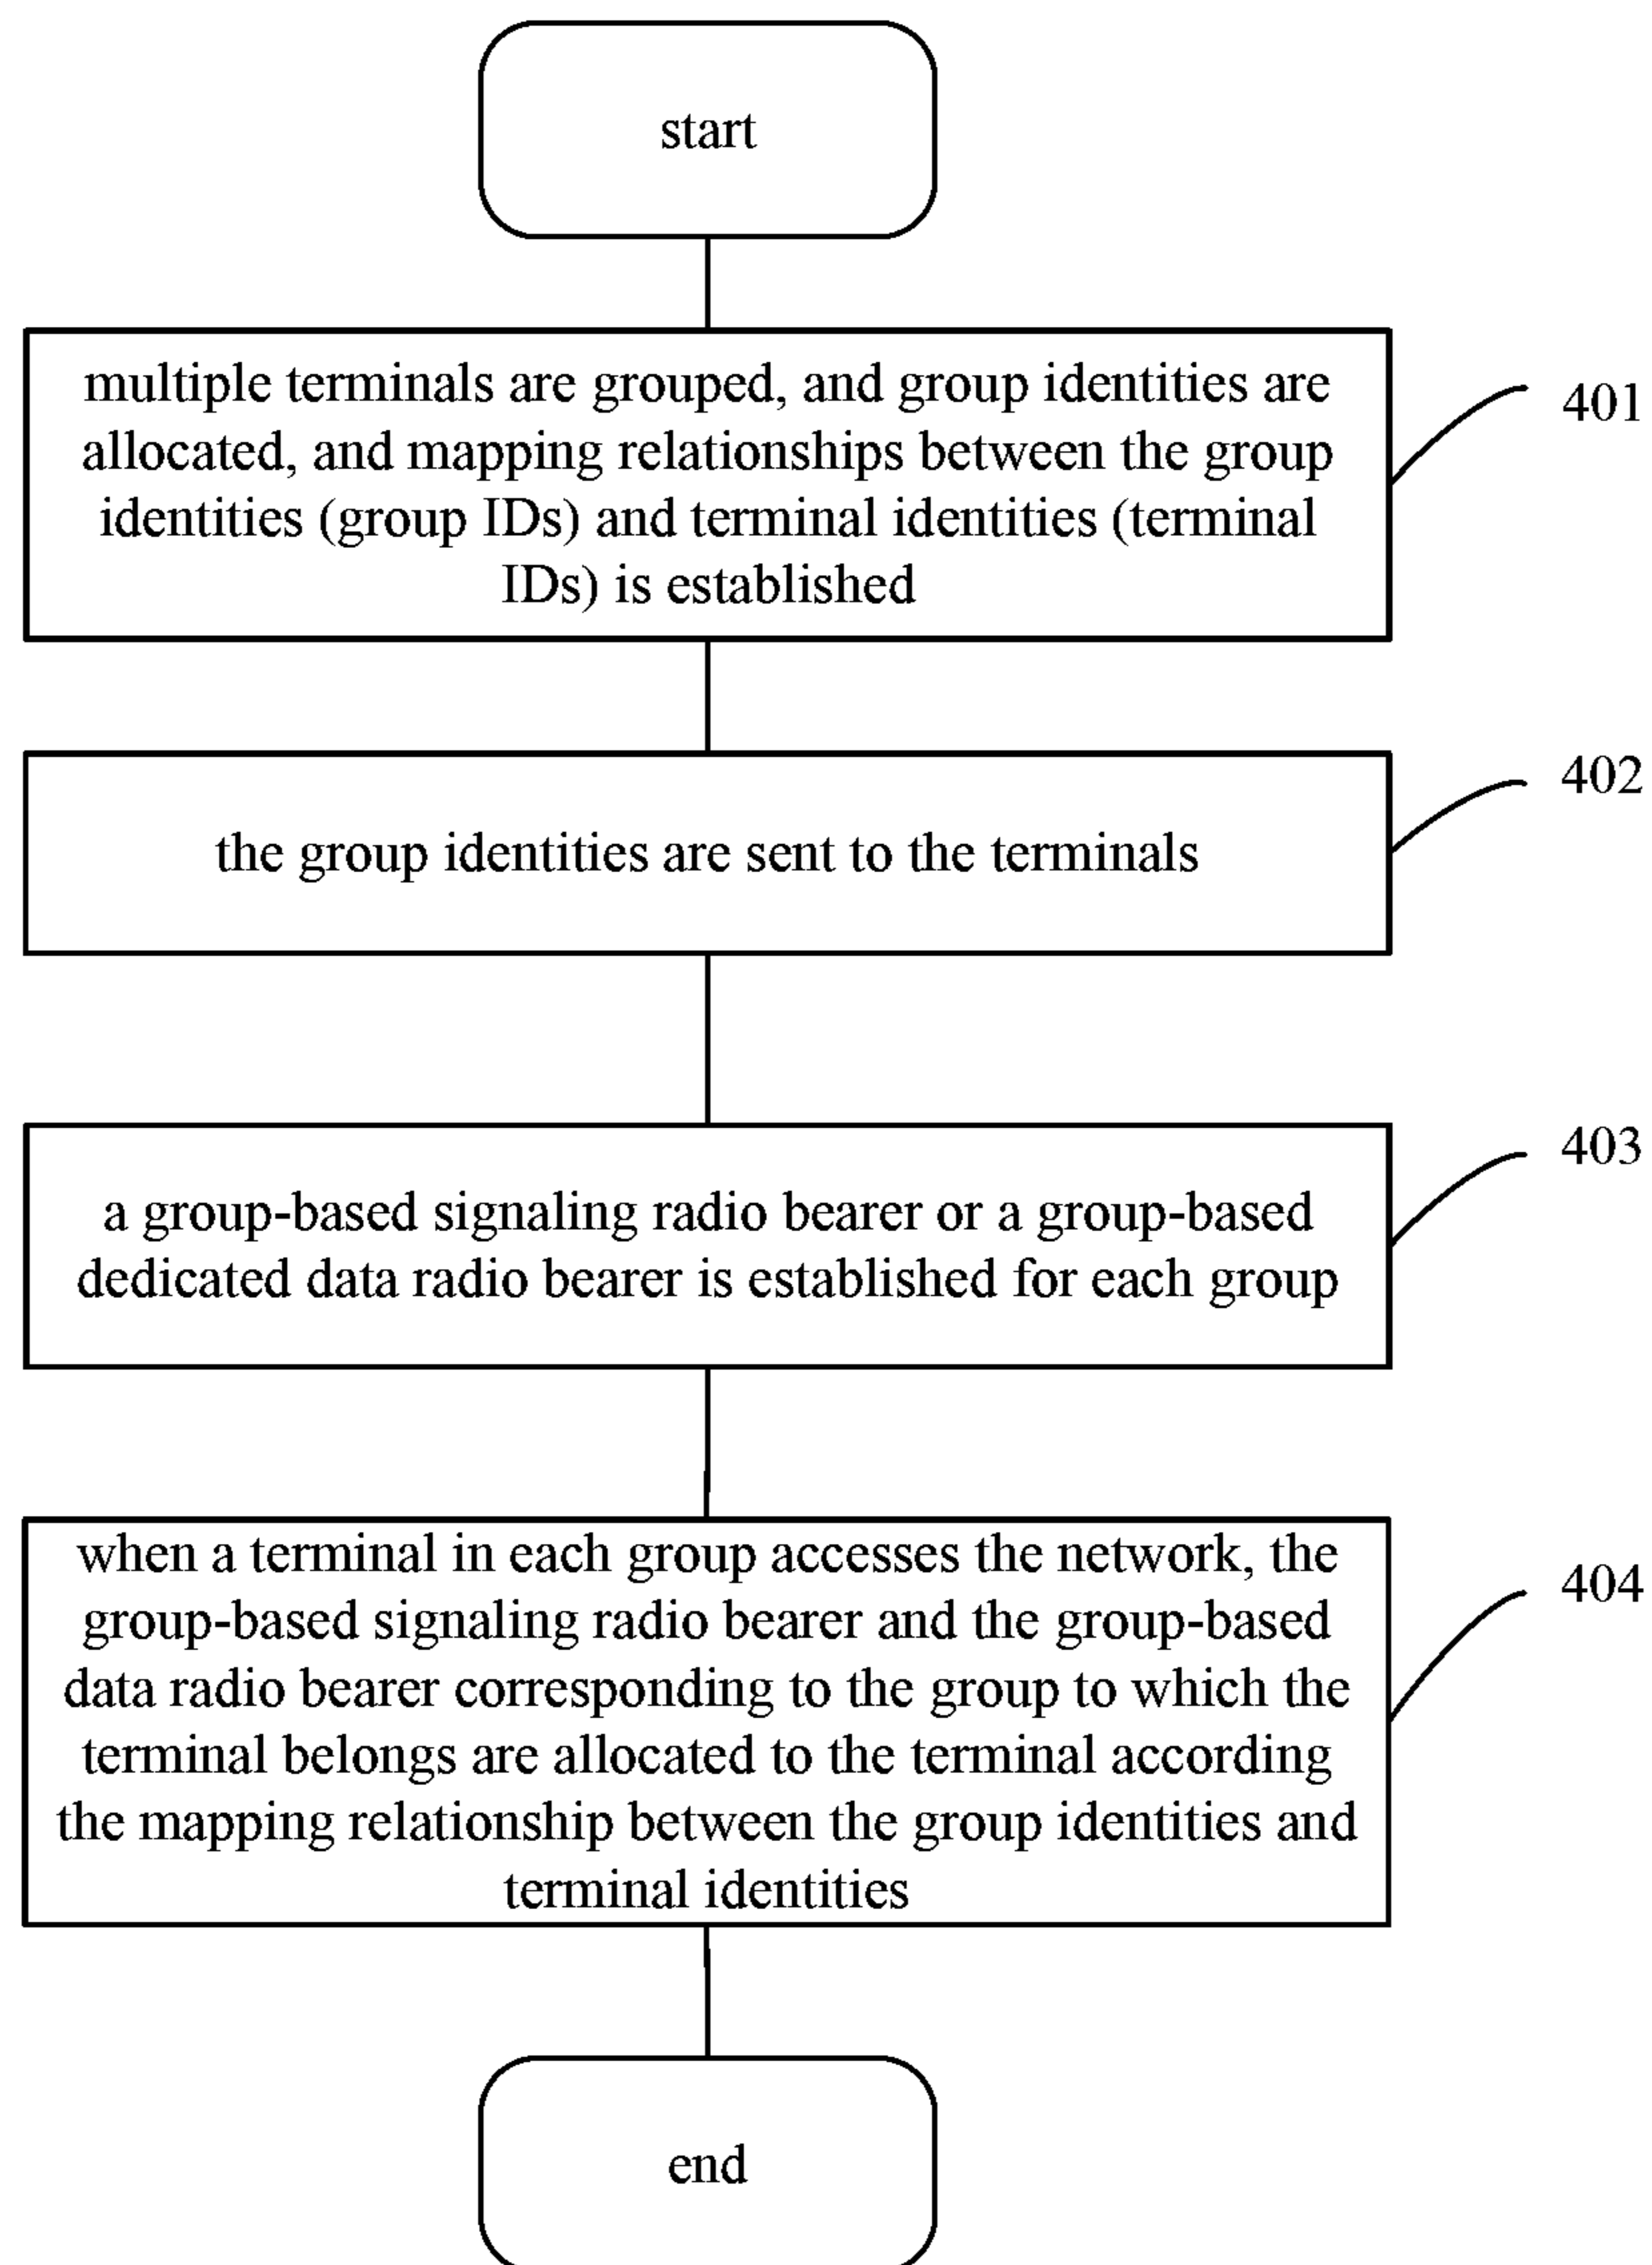 start
multiple terminals are grouped, and group identities are
allocated, and mapping relationships between the group
identities (group IDs) and terminal identities (terminal
IDs) is established
401
the group identities are sent to the terminals
402
a group-based signaling radio bearer or a group-based
dedicated data radio bearer is established for each group
403
when a terminal in each group accesses the network, the
group-based signaling radio bearer and the group-based
data radio bearer corresponding to the group to which the
terminal belongs are allocated to the terminal according
the mapping relationship between the group identities and
terminal identities
404
end